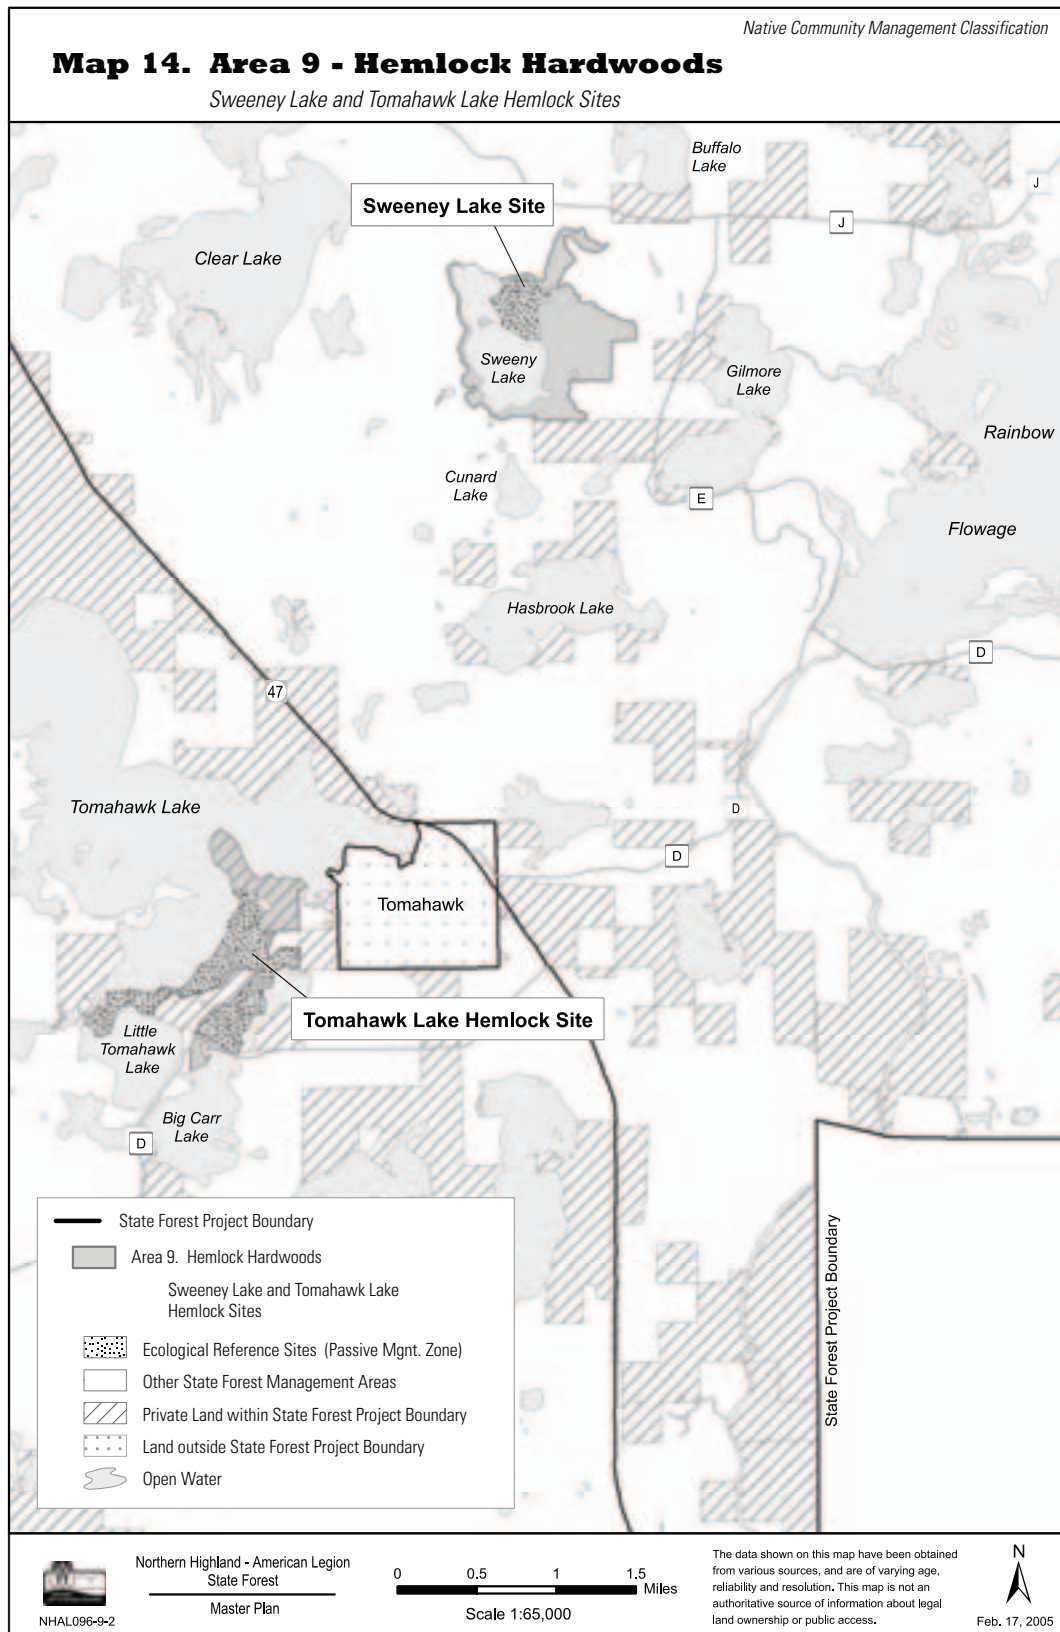 Native Community Management Classification
Map 14. Area 9 - Hemlock Hardwoods
Sweeney Lake and Tomahawk Lake Hemlock Sites
Buffalo
Lake
J
Sweeney Lake Site
J
Clear Lake
Sweeny
Lake
Gilmore
Lake
Rainbow
Cunard
Lake
E
Flowage
Hasbrook Lake
D
47
Tomahawk Lake
D
D
Tomahawk
Tomahawk Lake Hemlock Site
Little
Tomahawk
Lake
Big Carr
Lake
D
State Forest Project Boundary
State Forest Project Boundary
Area 9. Hemlock Hardwoods
Sweeney Lake and Tomahawk Lake
Hemlock Sites
Ecological Reference Sites (Passive Mgnt. Zone)
Other State Forest Management Areas
Private Land within State Forest Project Boundary
Land outside State Forest Project Boundary
Open Water
NHAL096-9-2
Northern Highland - American Legion
State Forest
Master Plan
0 0.5 1 1.5
Miles
Scale 1:65,000
The data shown on this map have been obtained
from various sources, and are of varying age,
reliability and resolution. This map is not an
authoritative source of information about legal
land ownership or public access.
N
Feb. 17, 2005